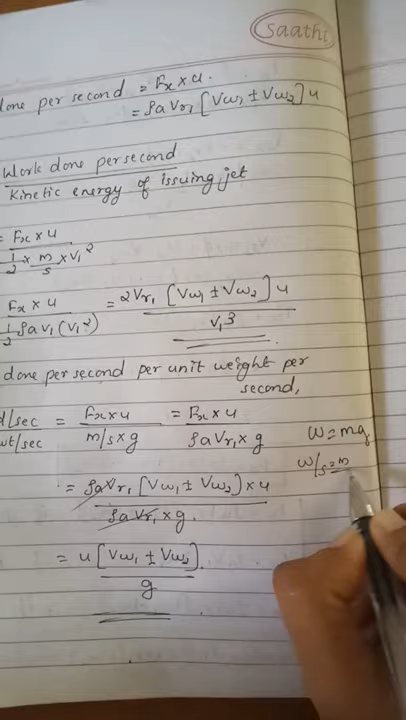 Saathi
done per second = Fx × u.
= ρaVr₁ [Vw₁ ± Vw₂] u
Work done per second
Kinetic energy of issuing jet
= Fx × u
½ × m/s × V₁²
Fx × u = 2Vr₁ [Vw₁ ± Vw₂] u
½ ρaV₁(V₁²) V₁3
done per second per unit weight per
second,
d/sec = Fx × u = Fx × u
wt/sec m/s × g ρaVr₁ × g
W = mg
W/s = m
= ρaVr₁ [Vw₁ ± Vw₂] × u
ρaVr₁ × g.
= u [Vw₁ ± Vw₂]
g